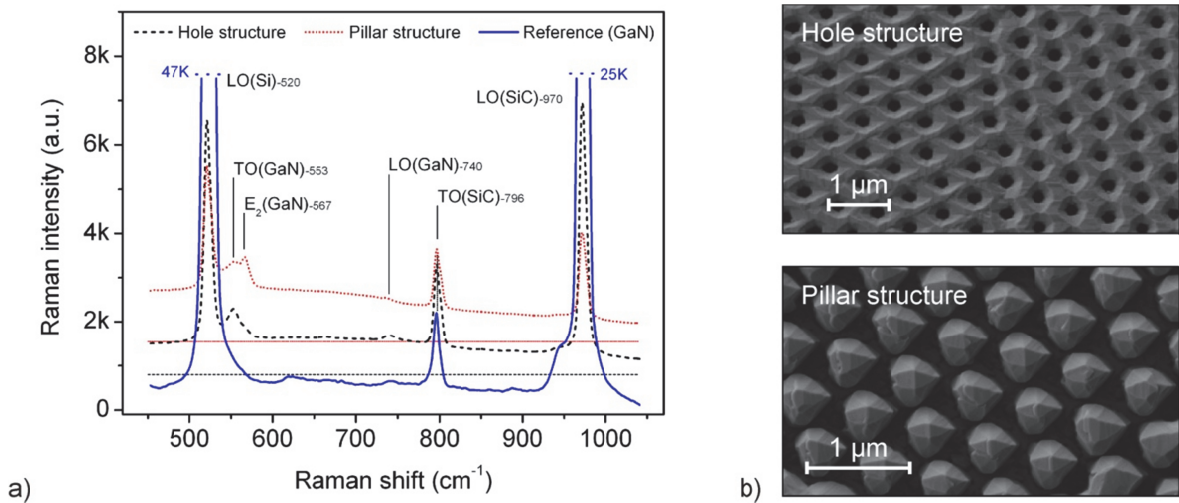 Hole structure Pillar structure Reference (GaN)
8k
6k
4k
2k
0
47K
LO(Si)-520
TO(GaN)-553
E2(GaN)-567
LO(GaN)-740
TO(SiC)-796
LO(SiC)-970
25K
500 600 700 800 900 1000
Raman shift (cm-1)
Raman intensity (a.u.)
a)
Hole structure
1 µm
Pillar structure
1 µm
b)